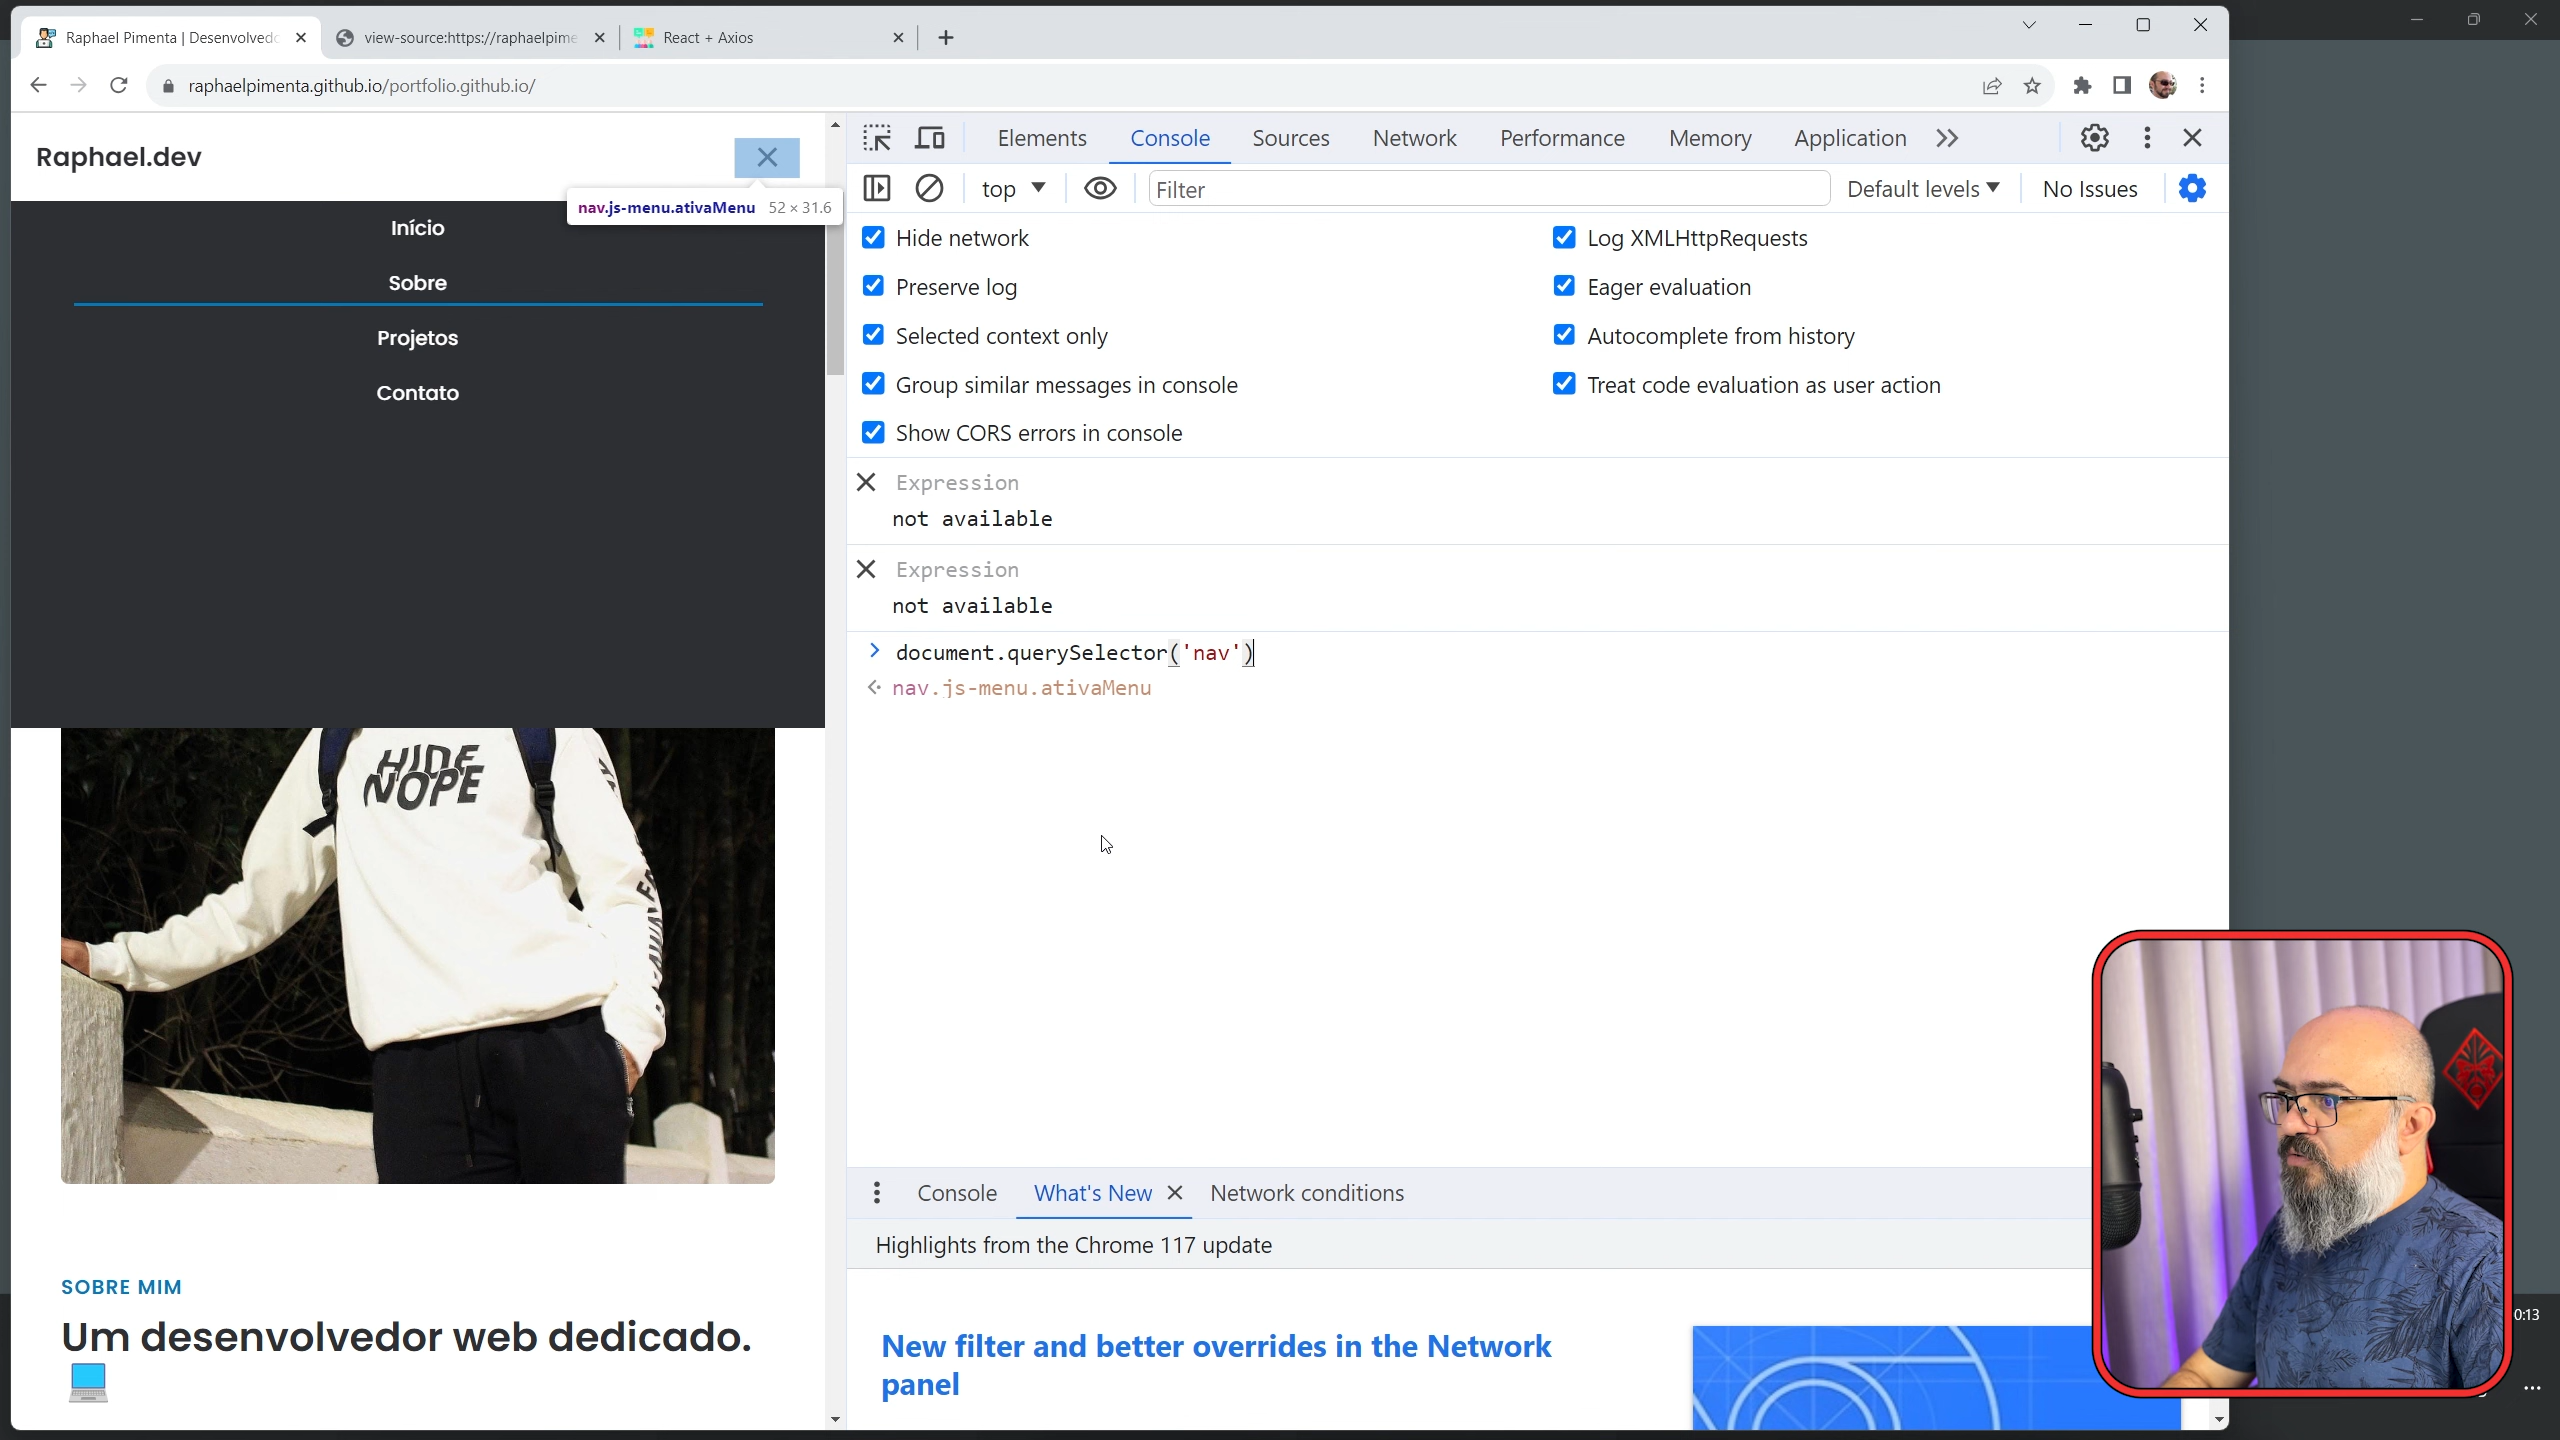 Raphael Pimenta | Desenvolvedo
view-source:https://raphaelpime
React + Axios
raphaelpimenta.github.io/portfolio.github.io/
Raphael.dev
nav.js-menu.ativaMenu 52 × 31.6
Início
Sobre
Projetos
Contato
HIDE
NOPE
SOBRE MIM
Um desenvolvedor web dedicado.
Elements Console Sources Network Performance Memory Application
top Filter Default levels No Issues
Hide network Log XMLHttpRequests
Preserve log Eager evaluation
Selected context only Autocomplete from history
Group similar messages in console Treat code evaluation as user action
Show CORS errors in console
Expression
not available
Expression
not available
document.querySelector('nav')
nav.js-menu.ativaMenu
Console What's New Network conditions
Highlights from the Chrome 117 update
New filter and better overrides in the Network
panel
0:13